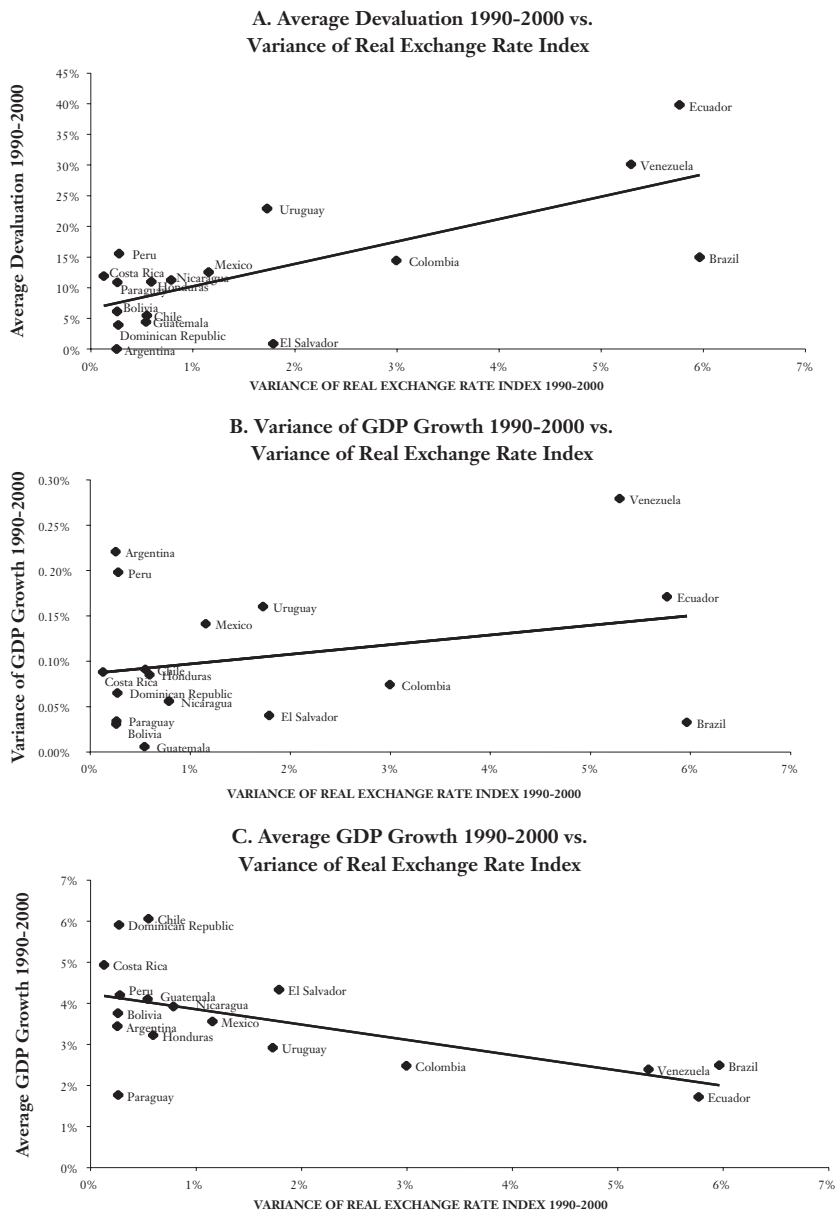 A. Average Devaluation 1990-2000 vs.
Variance of Real Exchange Rate Index
Average Devaluation 1990-2000
45%
40%
35%
30%
25%
20%
15%
10%
5%
0%
Ecuador
Venezuela
Uruguay
Peru
Mexico
Colombia
Brazil
Costa Rica
Nicaragua
Paraguay
Honduras
Bolivia
Chile
Guatemala
Dominican Republic
El Salvador
Argentina
0% 1% 2% 3% 4% 5% 6% 7%
VARIANCE OF REAL EXCHANGE RATE INDEX 1990-2000
B. Variance of GDP Growth 1990-2000 vs.
Variance of Real Exchange Rate Index
Variance of GDP Growth 1990-2000
0.30%
0.25%
0.20%
0.15%
0.10%
0.05%
0.00%
Venezuela
Argentina
Peru
Ecuador
Uruguay
Mexico
Chile
Honduras
Costa Rica
Colombia
Dominican Republic
Nicaragua
El Salvador
Paraguay
Brazil
Bolivia
Guatemala
0% 1% 2% 3% 4% 5% 6% 7%
VARIANCE OF REAL EXCHANGE RATE INDEX 1990-2000
C. Average GDP Growth 1990-2000 vs.
Variance of Real Exchange Rate Index
Average GDP Growth 1990-2000
7%
6%
5%
4%
3%
2%
1%
0%
Chile
Dominican Republic
Costa Rica
Peru
Guatemala
El Salvador
Nicaragua
Bolivia
Argentina
Mexico
Honduras
Uruguay
Colombia
Venezuela
Brazil
Paraguay
Ecuador
0% 1% 2% 3% 4% 5% 6% 7%
VARIANCE OF REAL EXCHANGE RATE INDEX 1990-2000